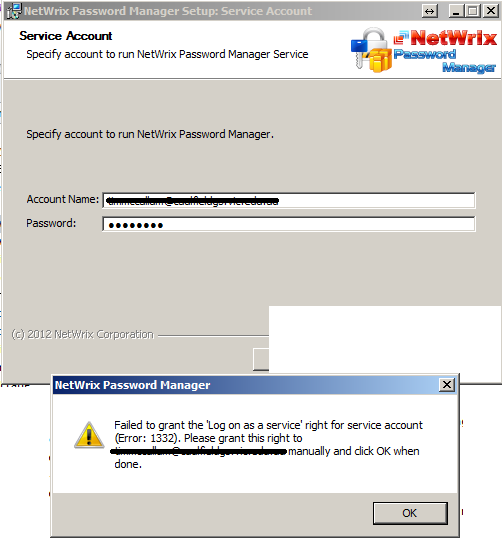 NetWrix Password Manager Setup: Service Account
Service Account
Specify account to run NetWrix Password Manager Service
NetWrix
Password
Manager
Specify account to run NetWrix Password Manager.
Account Name:
Password: ●●●●●●●●
(c) 2012 NetWrix Corporation
NetWrix Password Manager
Failed to grant the 'Log on as a service' right for service account
(Error: 1332). Please grant this right to
manually and click OK when
done.
OK